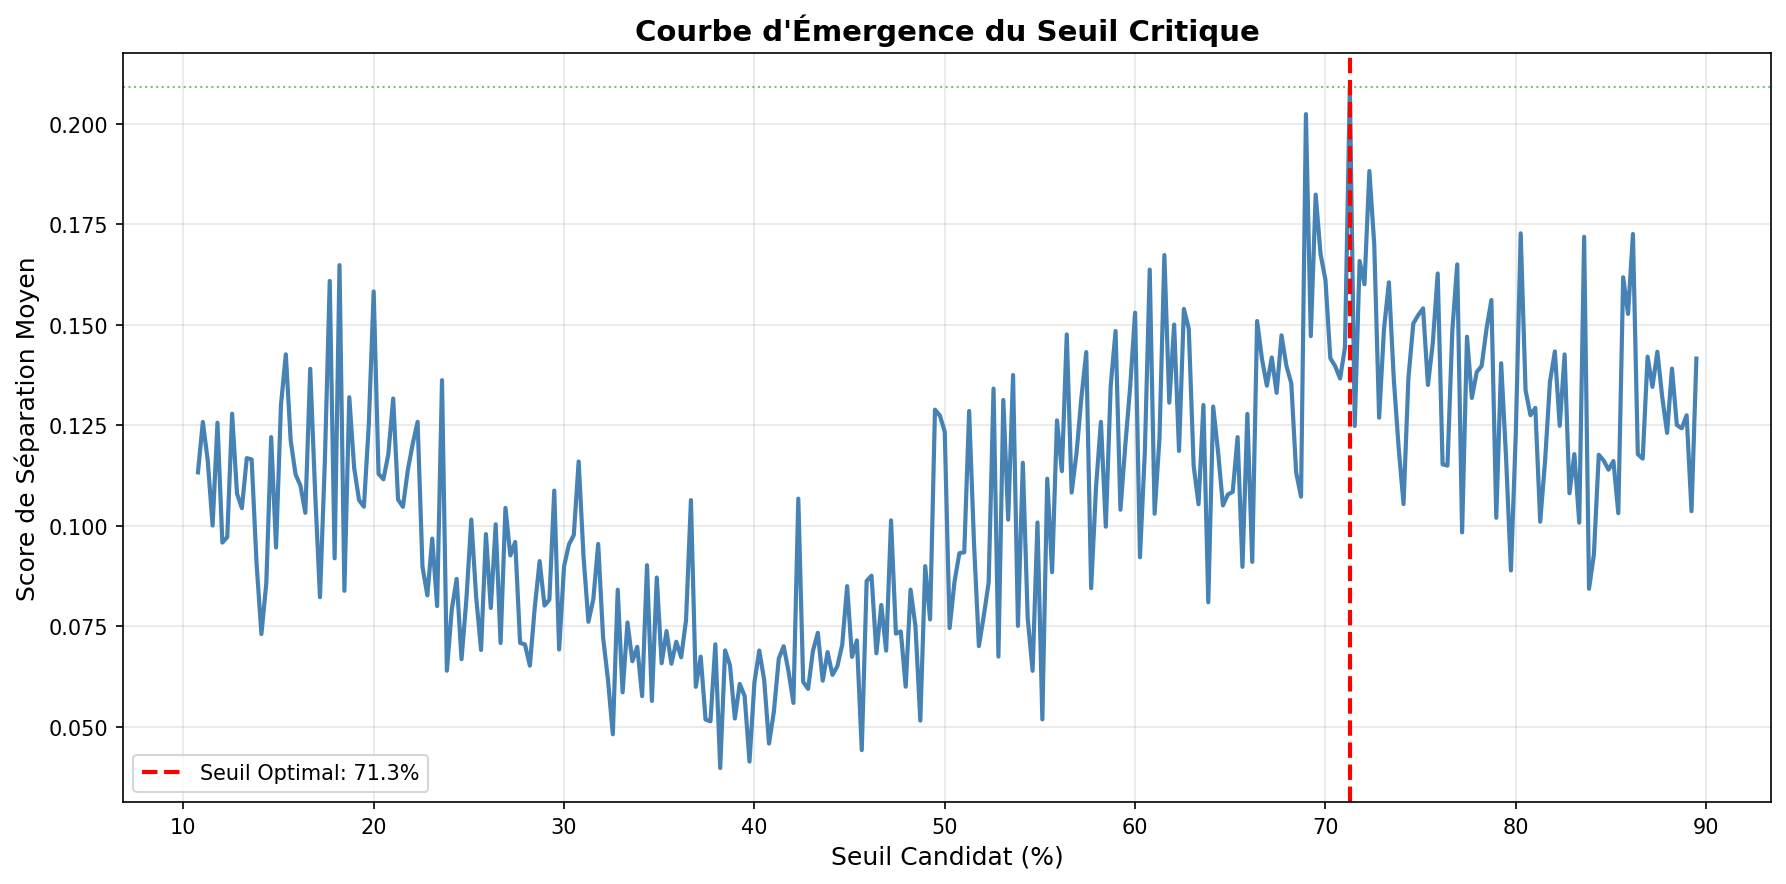 Courbe d'Émergence du Seuil Critique
Score de Séparation Moyen
0.200
0.175
0.150
0.125
0.100
0.075
0.050
Seuil Optimal: 71.3%
10 20 30 40 50 60 70 80 90
Seuil Candidat (%)